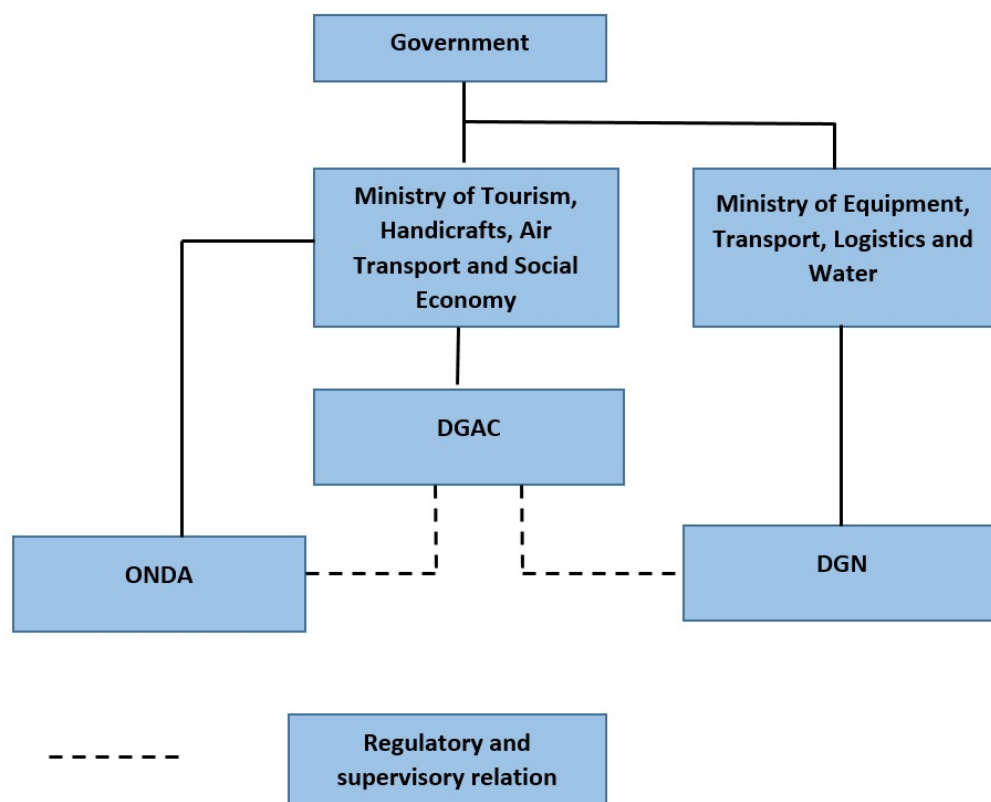 Government
Ministry of Tourism,
Handicrafts, Air
Transport and Social
Economy
Ministry of Equipment,
Transport, Logistics and
Water
DGAC
ONDA
DGN
Regulatory and
supervisory relation